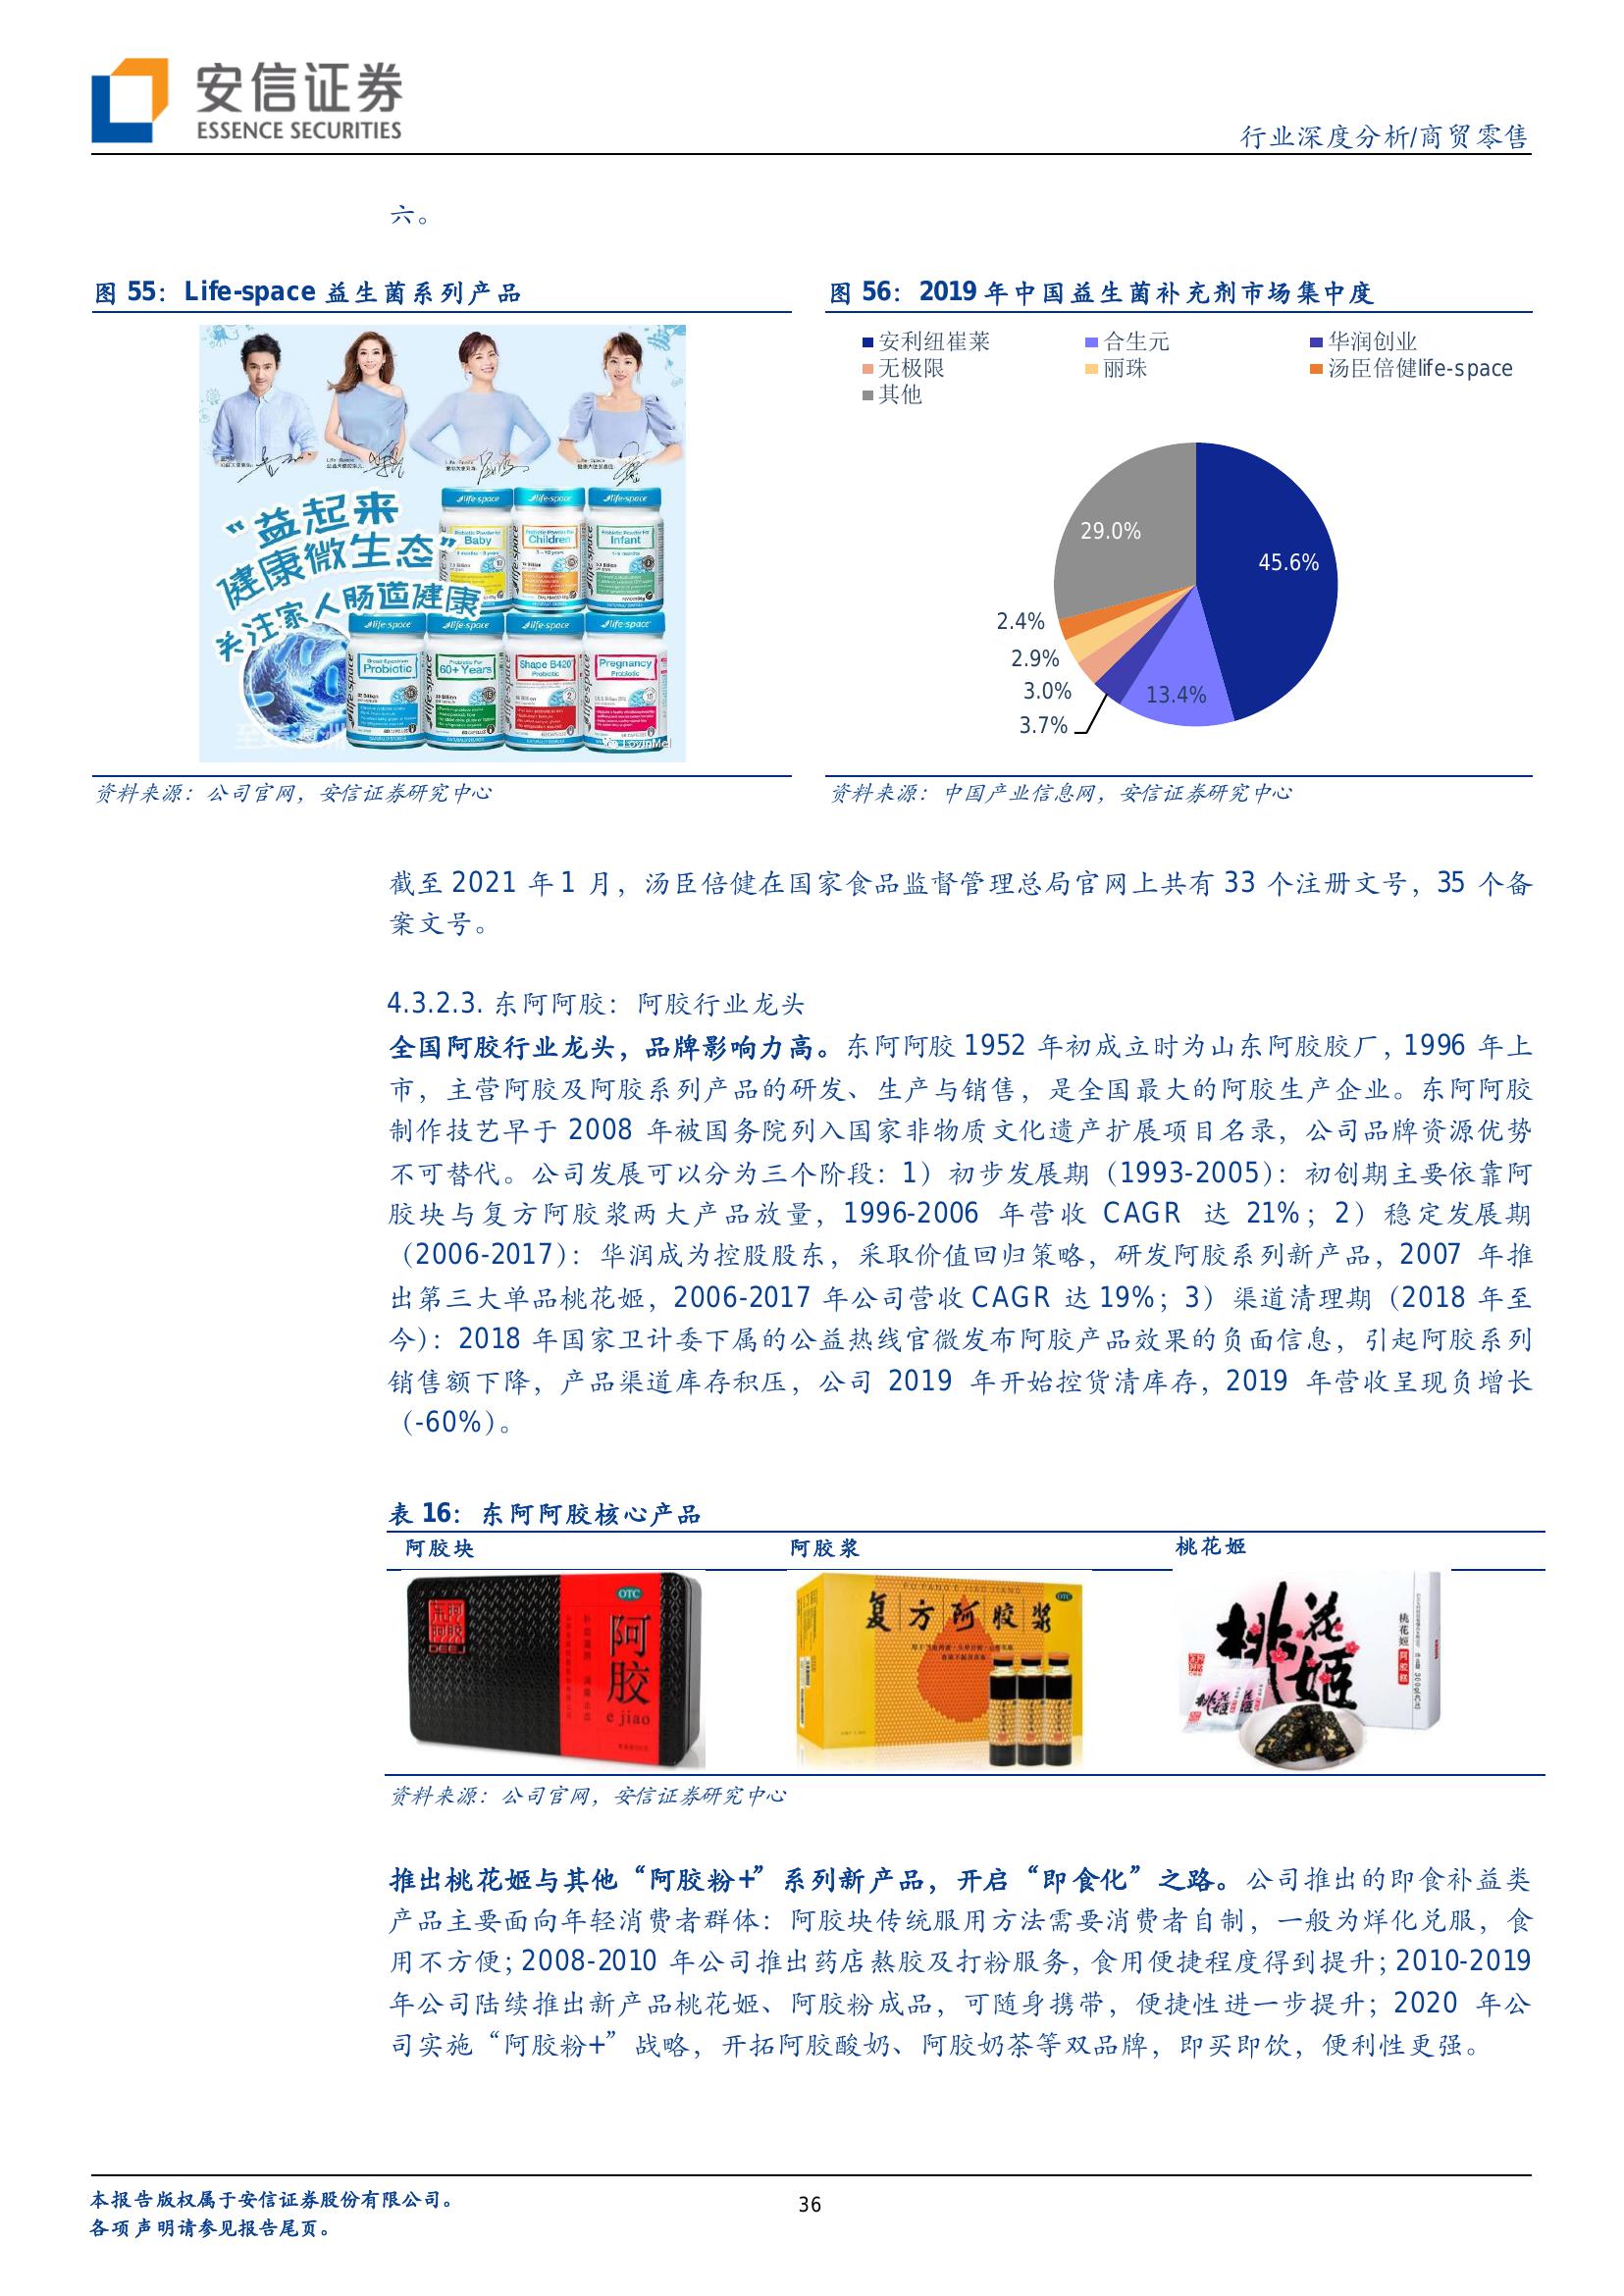 安信证券
ESSENCE SECURITIES
行业深度分析/商贸零售
六。
图 55：Life-space 益生菌系列产品
“益起来
健康微生态”
关注家人肠道健康
life-space
life-space
life-space
Baby
Children
Infant
life-space
life-space
life-space
life-space
Probiotic
60+ Years
Shape B420
Pregnancy
Probiotic
Probiotic
LovinMel
资料来源：公司官网，安信证券研究中心
图 56：2019 年中国益生菌补充剂市场集中度
安利纽崔莱
合生元
华润创业
无极限
丽珠
汤臣倍健life-space
其他
29.0%
45.6%
2.4%
2.9%
3.0%
13.4%
3.7%
资料来源：中国产业信息网，安信证券研究中心
截至 2021 年 1 月，汤臣倍健在国家食品监督管理总局官网上共有 33 个注册文号，35 个备
案文号。
4.3.2.3. 东阿阿胶：阿胶行业龙头
全国阿胶行业龙头，品牌影响力高。东阿阿胶 1952 年初成立时为山东阿胶胶厂，1996 年上
市，主营阿胶及阿胶系列产品的研发、生产与销售，是全国最大的阿胶生产企业。东阿阿胶
制作技艺早于 2008 年被国务院列入国家非物质文化遗产扩展项目名录，公司品牌资源优势
不可替代。公司发展可以分为三个阶段：1）初步发展期（1993-2005）：初创期主要依靠阿
胶块与复方阿胶浆两大产品放量，1996-2006 年营收 CAGR 达 21%；2）稳定发展期
（2006-2017）：华润成为控股股东，采取价值回归策略，研发阿胶系列新产品，2007 年推
出第三大单品桃花姬，2006-2017 年公司营收 CAGR 达 19%；3）渠道清理期（2018 年至
今）：2018 年国家卫计委下属的公益热线官微发布阿胶产品效果的负面信息，引起阿胶系列
销售额下降，产品渠道库存积压，公司 2019 年开始控货清库存，2019 年营收呈现负增长
（-60%）。
表 16：东阿阿胶核心产品
阿胶块
阿胶浆
桃花姬
东阿
阿胶
OTC
阿胶
e jiao
FU FANG E JIAO JIANG
OTC
复方阿胶浆
桃花姬
桃花姬
阿胶糕
桃花姬
资料来源：公司官网，安信证券研究中心
推出桃花姬与其他“阿胶粉+”系列新产品，开启“即食化”之路。公司推出的即食补益类
产品主要面向年轻消费者群体：阿胶块传统服用方法需要消费者自制，一般为烊化兑服，食
用不方便；2008-2010 年公司推出药店熬胶及打粉服务，食用便捷程度得到提升；2010-2019
年公司陆续推出新产品桃花姬、阿胶粉成品，可随身携带，便捷性进一步提升；2020 年公
司实施“阿胶粉+”战略，开拓阿胶酸奶、阿胶奶茶等双品牌，即买即饮，便利性更强。
本报告版权属于安信证券股份有限公司。
各项声明请参见报告尾页。
36